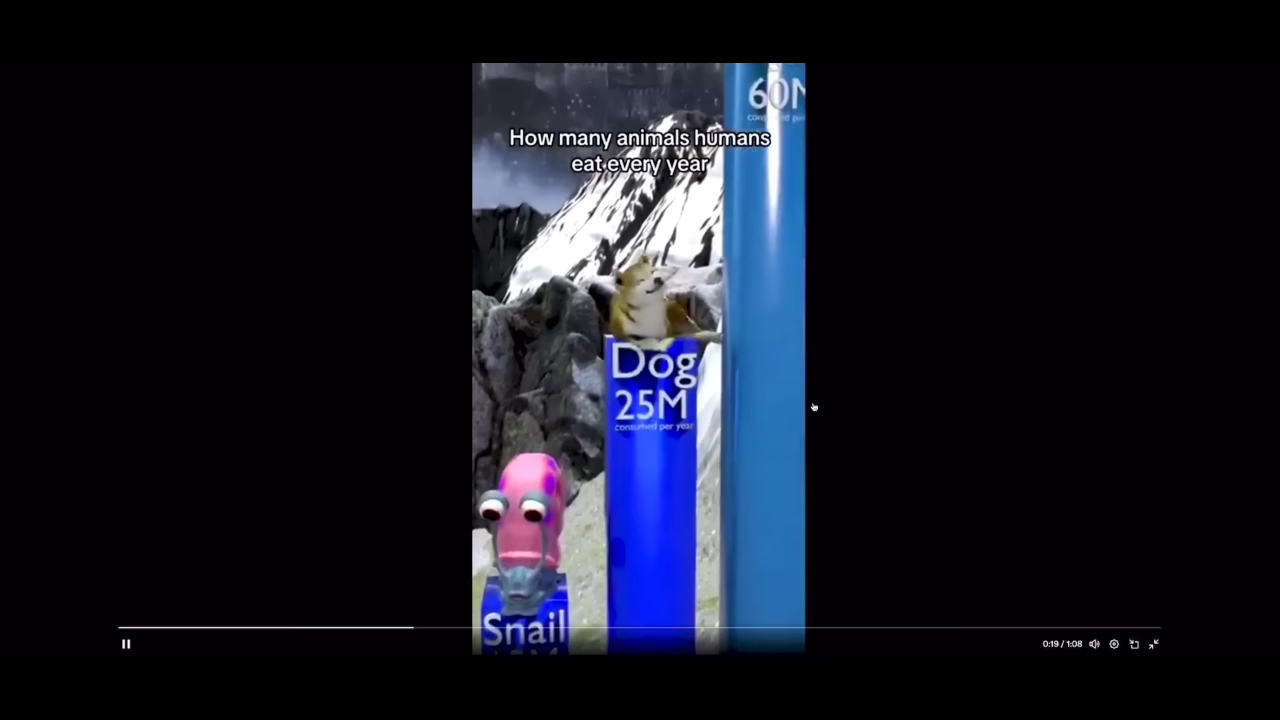 How many animals humans
eat every year
60M
Dog
25M
consumed per year
Snail
0:19 / 1:08